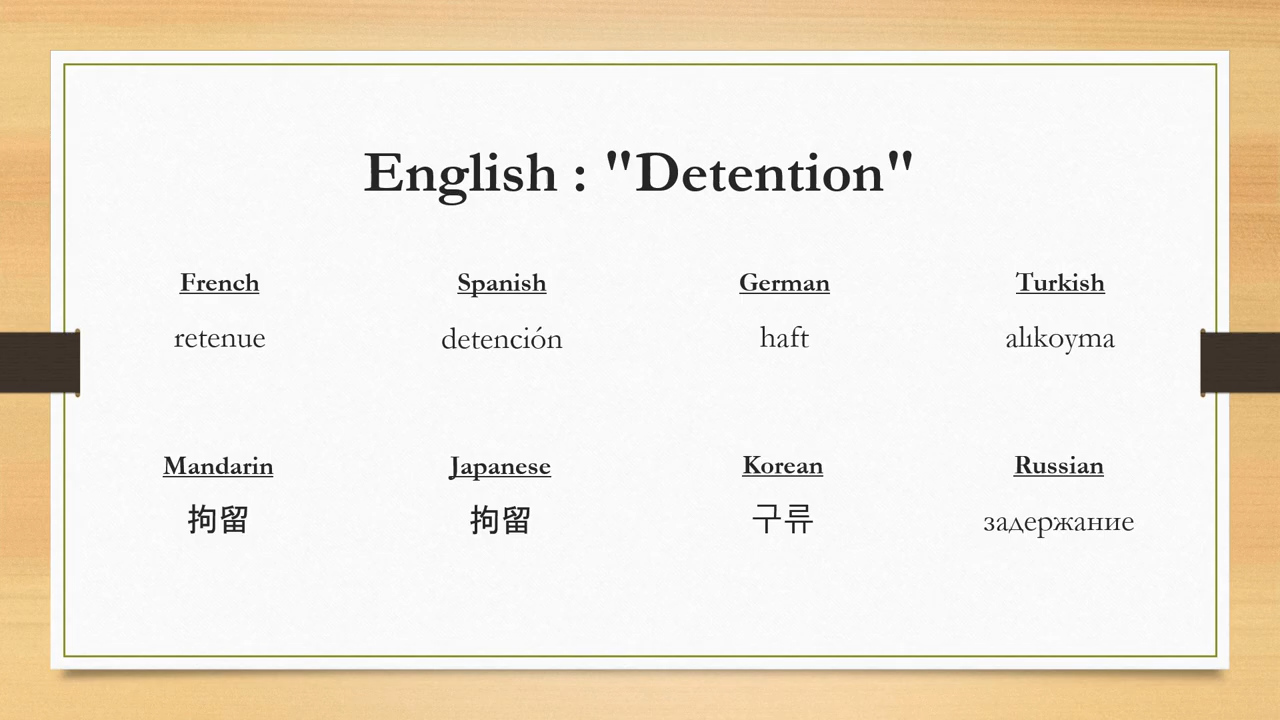 English : "Detention"
French
retenue
Spanish
detención
German
haft
Turkish
alıkoyma
Mandarin
拘留
Japanese
拘留
Korean
구류
Russian
задержание